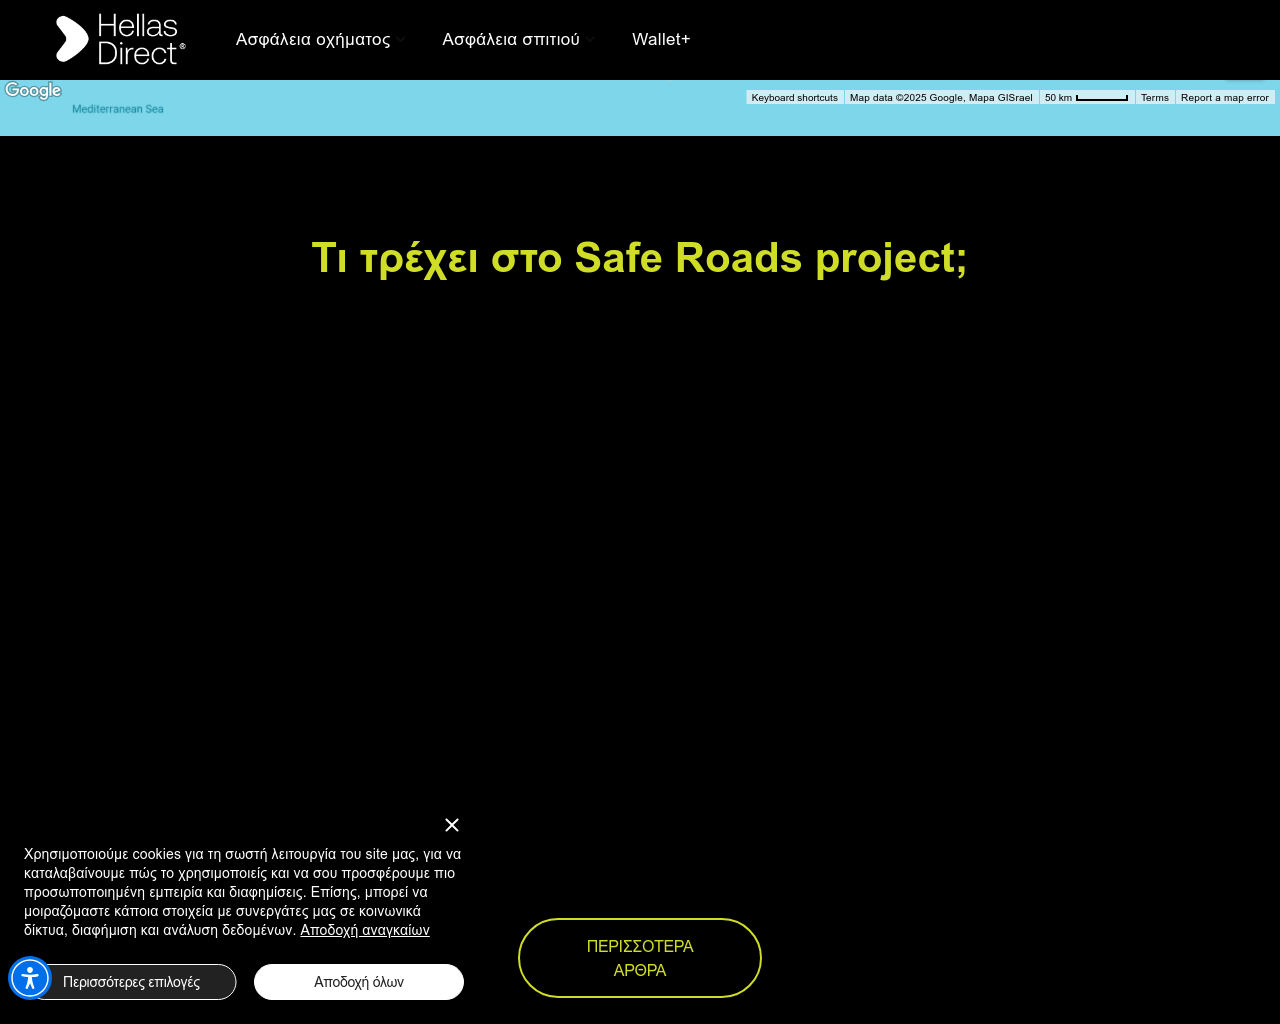 Hellas
Direct®
Ασφάλεια οχήματος
Ασφάλεια σπιτιού
Wallet+
Google
Mediterranean Sea
Keyboard shortcuts
Map data ©2025 Google, Mapa GISrael
50 km
Terms
Report a map error
Τι τρέχει στο Safe Roads project;
Χρησιμοποιούμε cookies για τη σωστή λειτουργία του site μας, για να
καταλαβαίνουμε πώς το χρησιμοποιείς και να σου προσφέρουμε πιο
προσωποποιημένη εμπειρία και διαφημίσεις. Επίσης, μπορεί να
μοιραζόμαστε κάποια στοιχεία με συνεργάτες μας σε κοινωνικά
δίκτυα, διαφήμιση και ανάλυση δεδομένων. Αποδοχή αναγκαίων
Περισσότερες επιλογές
Αποδοχή όλων
ΠΕΡΙΣΣΟΤΕΡΑ
ΑΡΘΡΑ